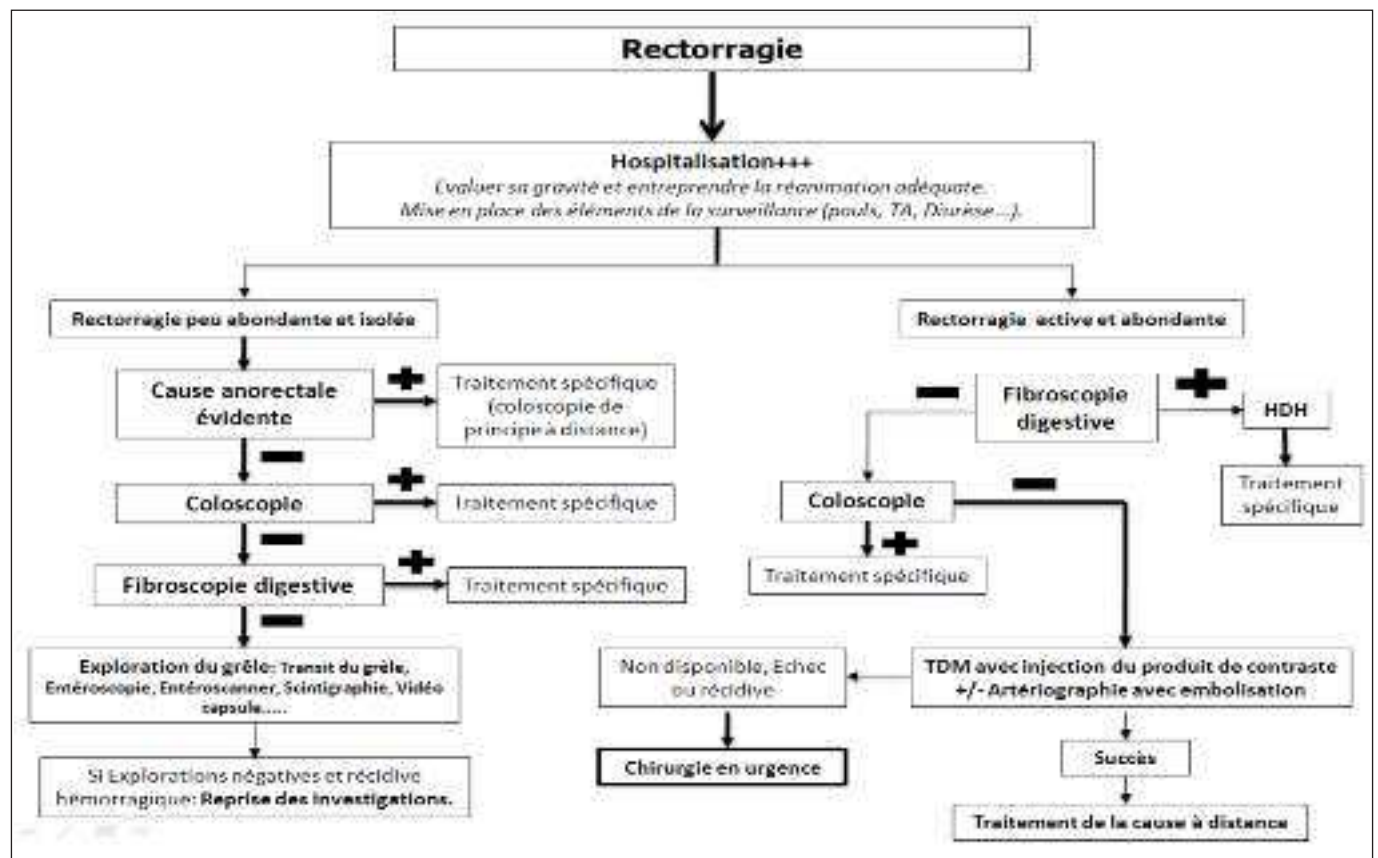 Rectorragie
Hospitalisation+++
Evaluer sa gravité et entreprendre la réanimation adéquate.
Mise en place des éléments de la surveillance (pouls, TA, Diurèse...).
Rectorragie peu abondante et isolée
Cause anorectale
évidente
+
Traitement spécifique
(coloscopie de
principe à distance)
−
Coloscopie
+
Traitement spécifique
−
Fibroscopie digestive
+
Traitement spécifique
−
Exploration du grêle: Transit du grêle,
Entéroscopie, Entéroscanner, Scintigraphie, Vidéo
capsule.....
Si Explorations négatives et récidive
hémorragique: Reprise des investigations.
Rectorragie active et abondante
−
Fibroscopie
digestive
+
HDH
Traitement
spécifique
Coloscopie
−
+
Traitement spécifique
TDM avec injection du produit de contraste
+/- Artériographie avec embolisation
Non disponible, Echec
ou récidive
Chirurgie en urgence
Succès
Traitement de la cause à distance